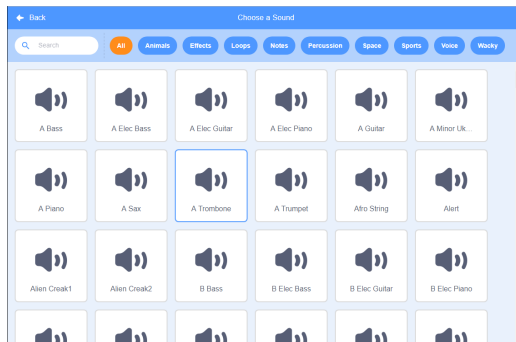 Back Choose a Sound
Search All Animals Effects Loops Notes Percussion Space Sports Voice Wacky
A Bass A Elec Bass A Elec Guitar A Elec Piano A Guitar A Minor Uk...
A Piano A Sax A Trombone A Trumpet Afro String Alert
Alien Creak1 Alien Creak2 B Bass B Elec Bass B Elec Guitar B Elec Piano